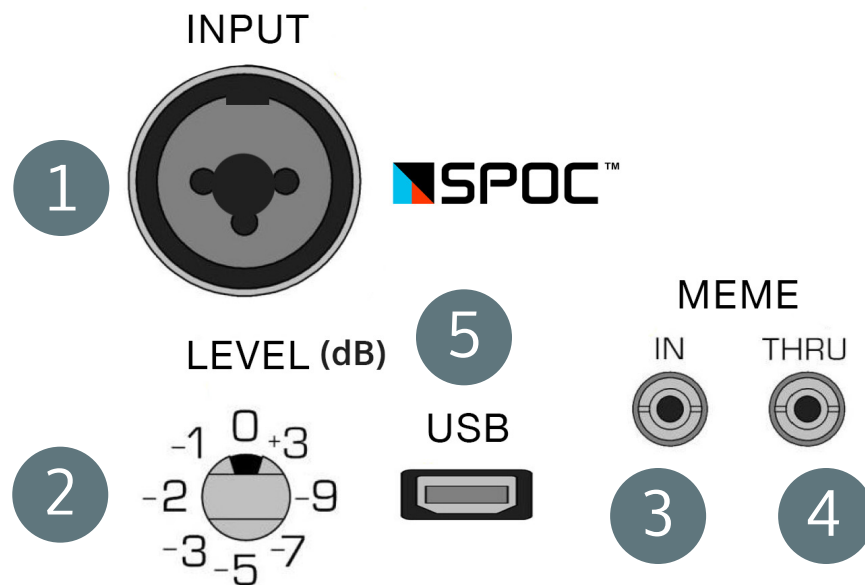 INPUT
1
SPOC™
MEME
5
LEVEL (dB)
IN THRU
USB
0
-1 +3
2
-2 -9
-3 -7
-5
3
4